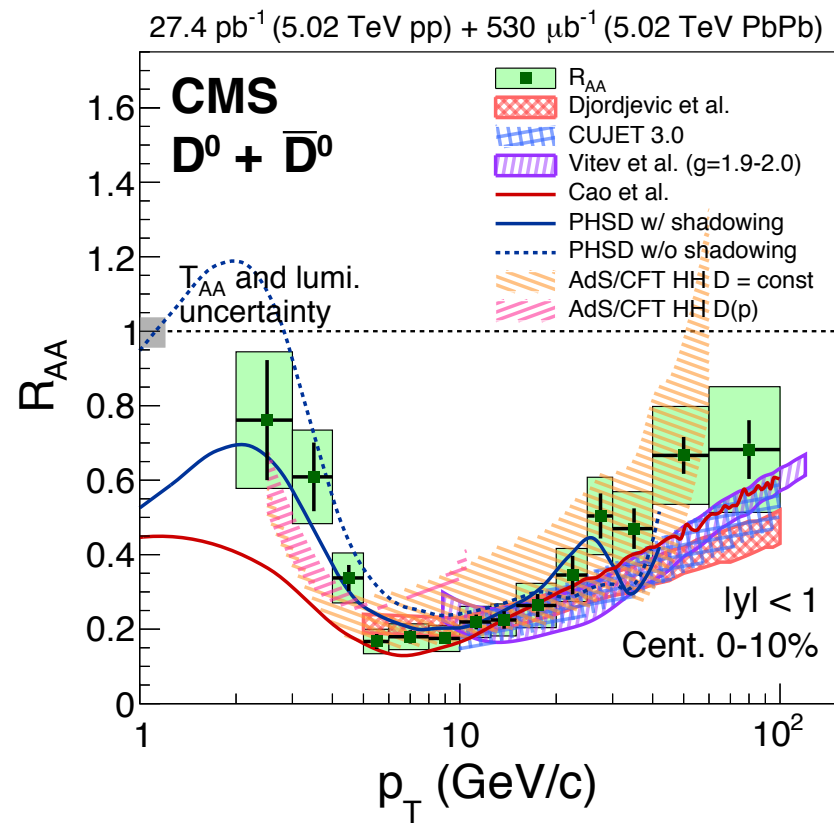 27.4 pb⁻¹ (5.02 TeV pp) + 530 μb⁻¹ (5.02 TeV PbPb)
CMS
D⁰ + D̅⁰
R_AA
Djordjevic et al.
CUJET 3.0
Vitev et al. (g=1.9-2.0)
Cao et al.
PHSD w/ shadowing
PHSD w/o shadowing
AdS/CFT HH D = const
AdS/CFT HH D(p)
T_AA and lumi.
uncertainty
|y| < 1
Cent. 0-10%
R_AA
1.6
1.4
1.2
1
0.8
0.6
0.4
0.2
0
1
10
10²
p_T (GeV/c)